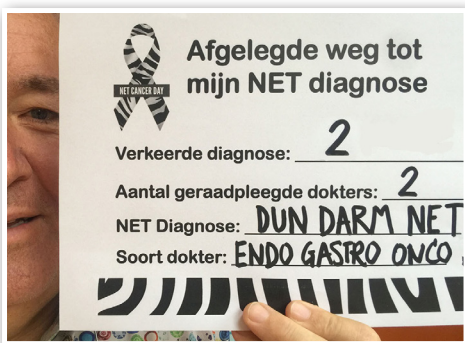 Afgelegde weg tot
mijn NET diagnose
NET CANCER DAY
Verkeerde diagnose: 2
Aantal geraadpleegde dokters: 2
NET Diagnose: DUN DARM NET
Soort dokter: ENDO GASTRO ONCO